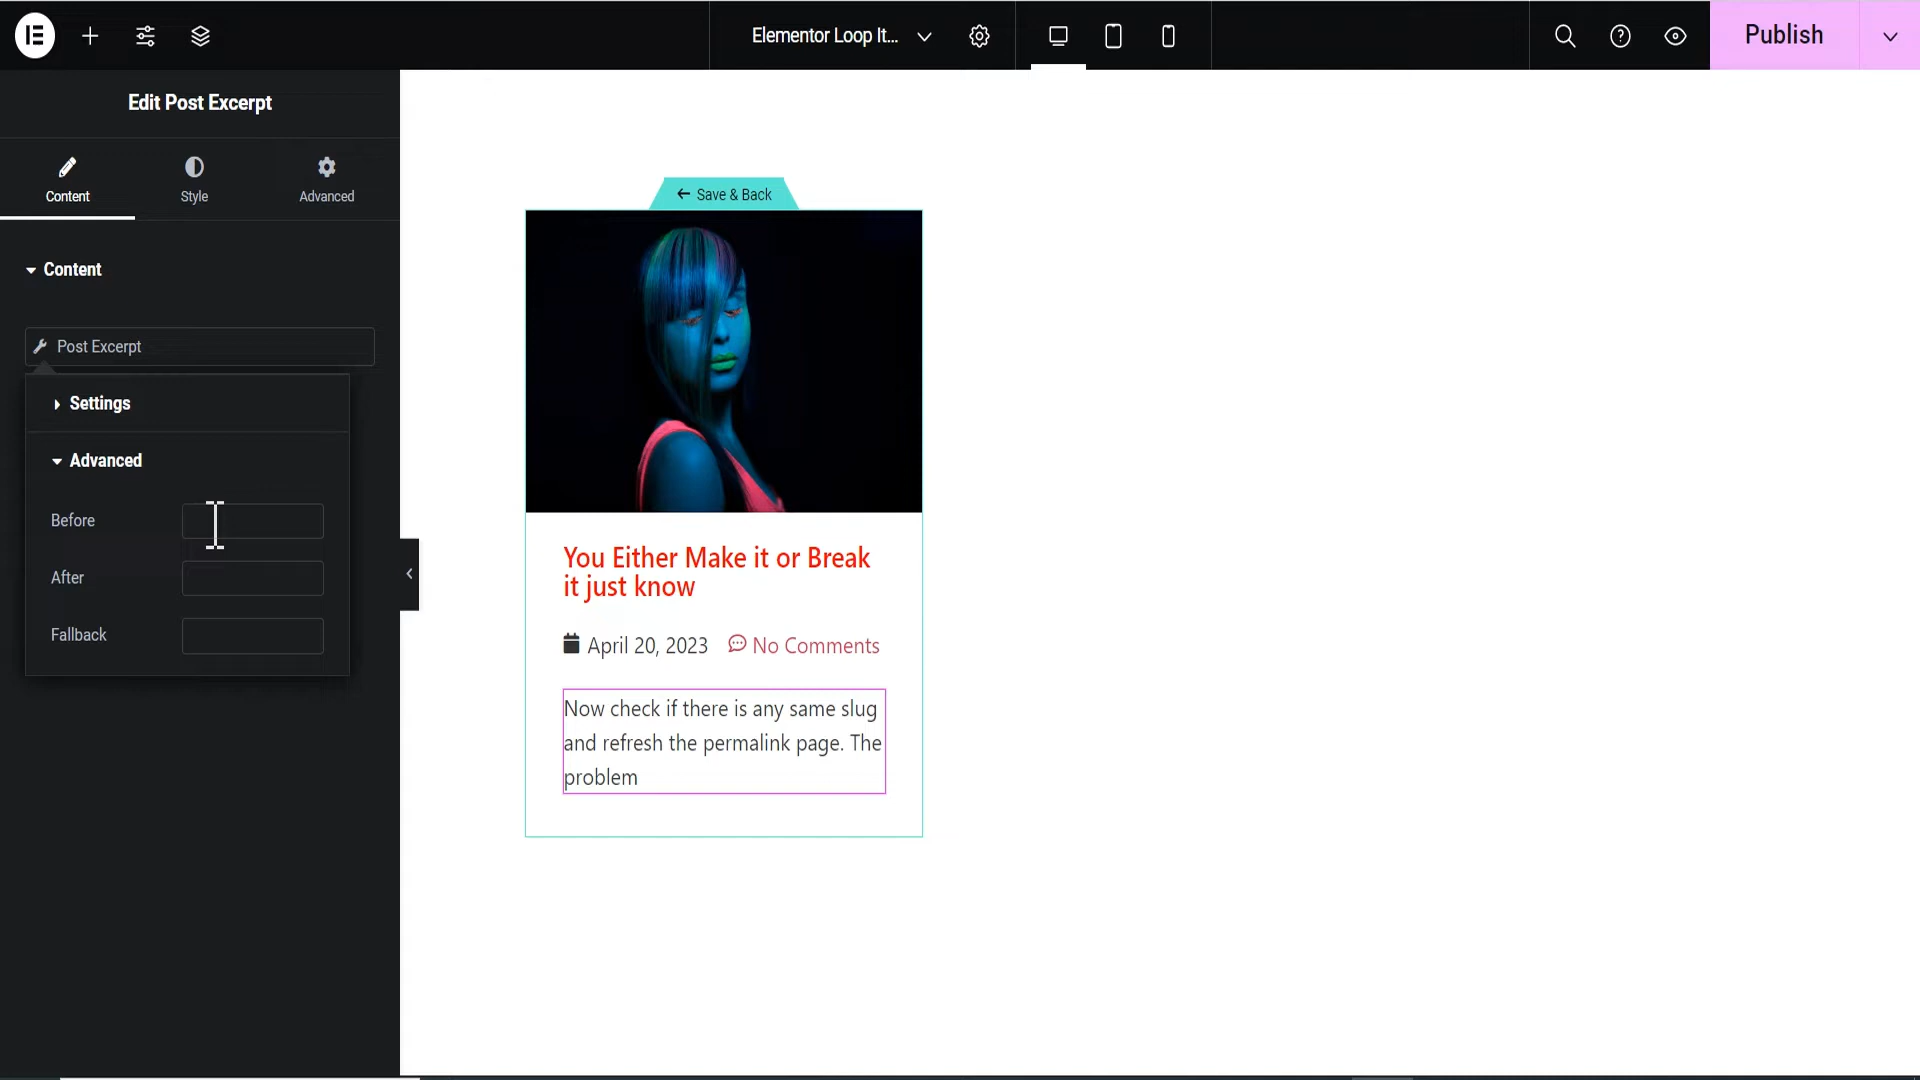 Elementor Loop It...
Publish
Edit Post Excerpt
Content
Style
Advanced
Content
Post Excerpt
Settings
Advanced
Before
After
Fallback
Save & Back
You Either Make it or Break
it just know
April 20, 2023
No Comments
Now check if there is any same slug
and refresh the permalink page. The
problem